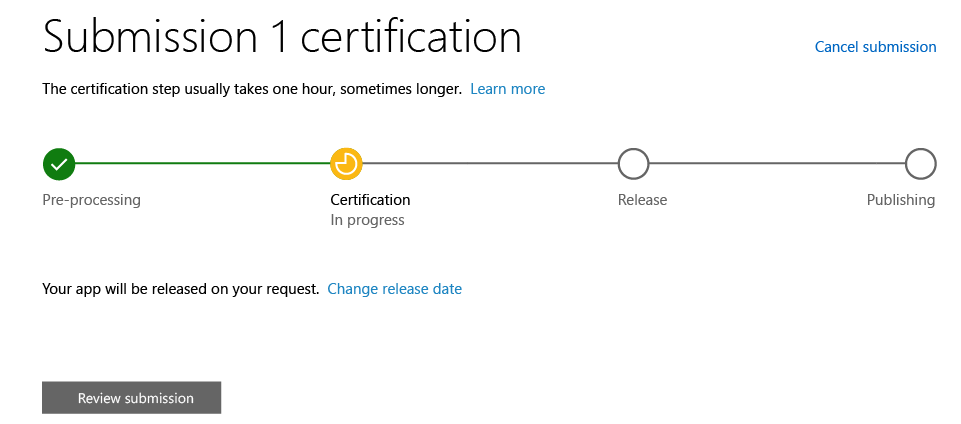 Submission 1 certification
Cancel submission
The certification step usually takes one hour, sometimes longer. Learn more
Pre-processing
Certification
In progress
Release
Publishing
Your app will be released on your request. Change release date
Review submission